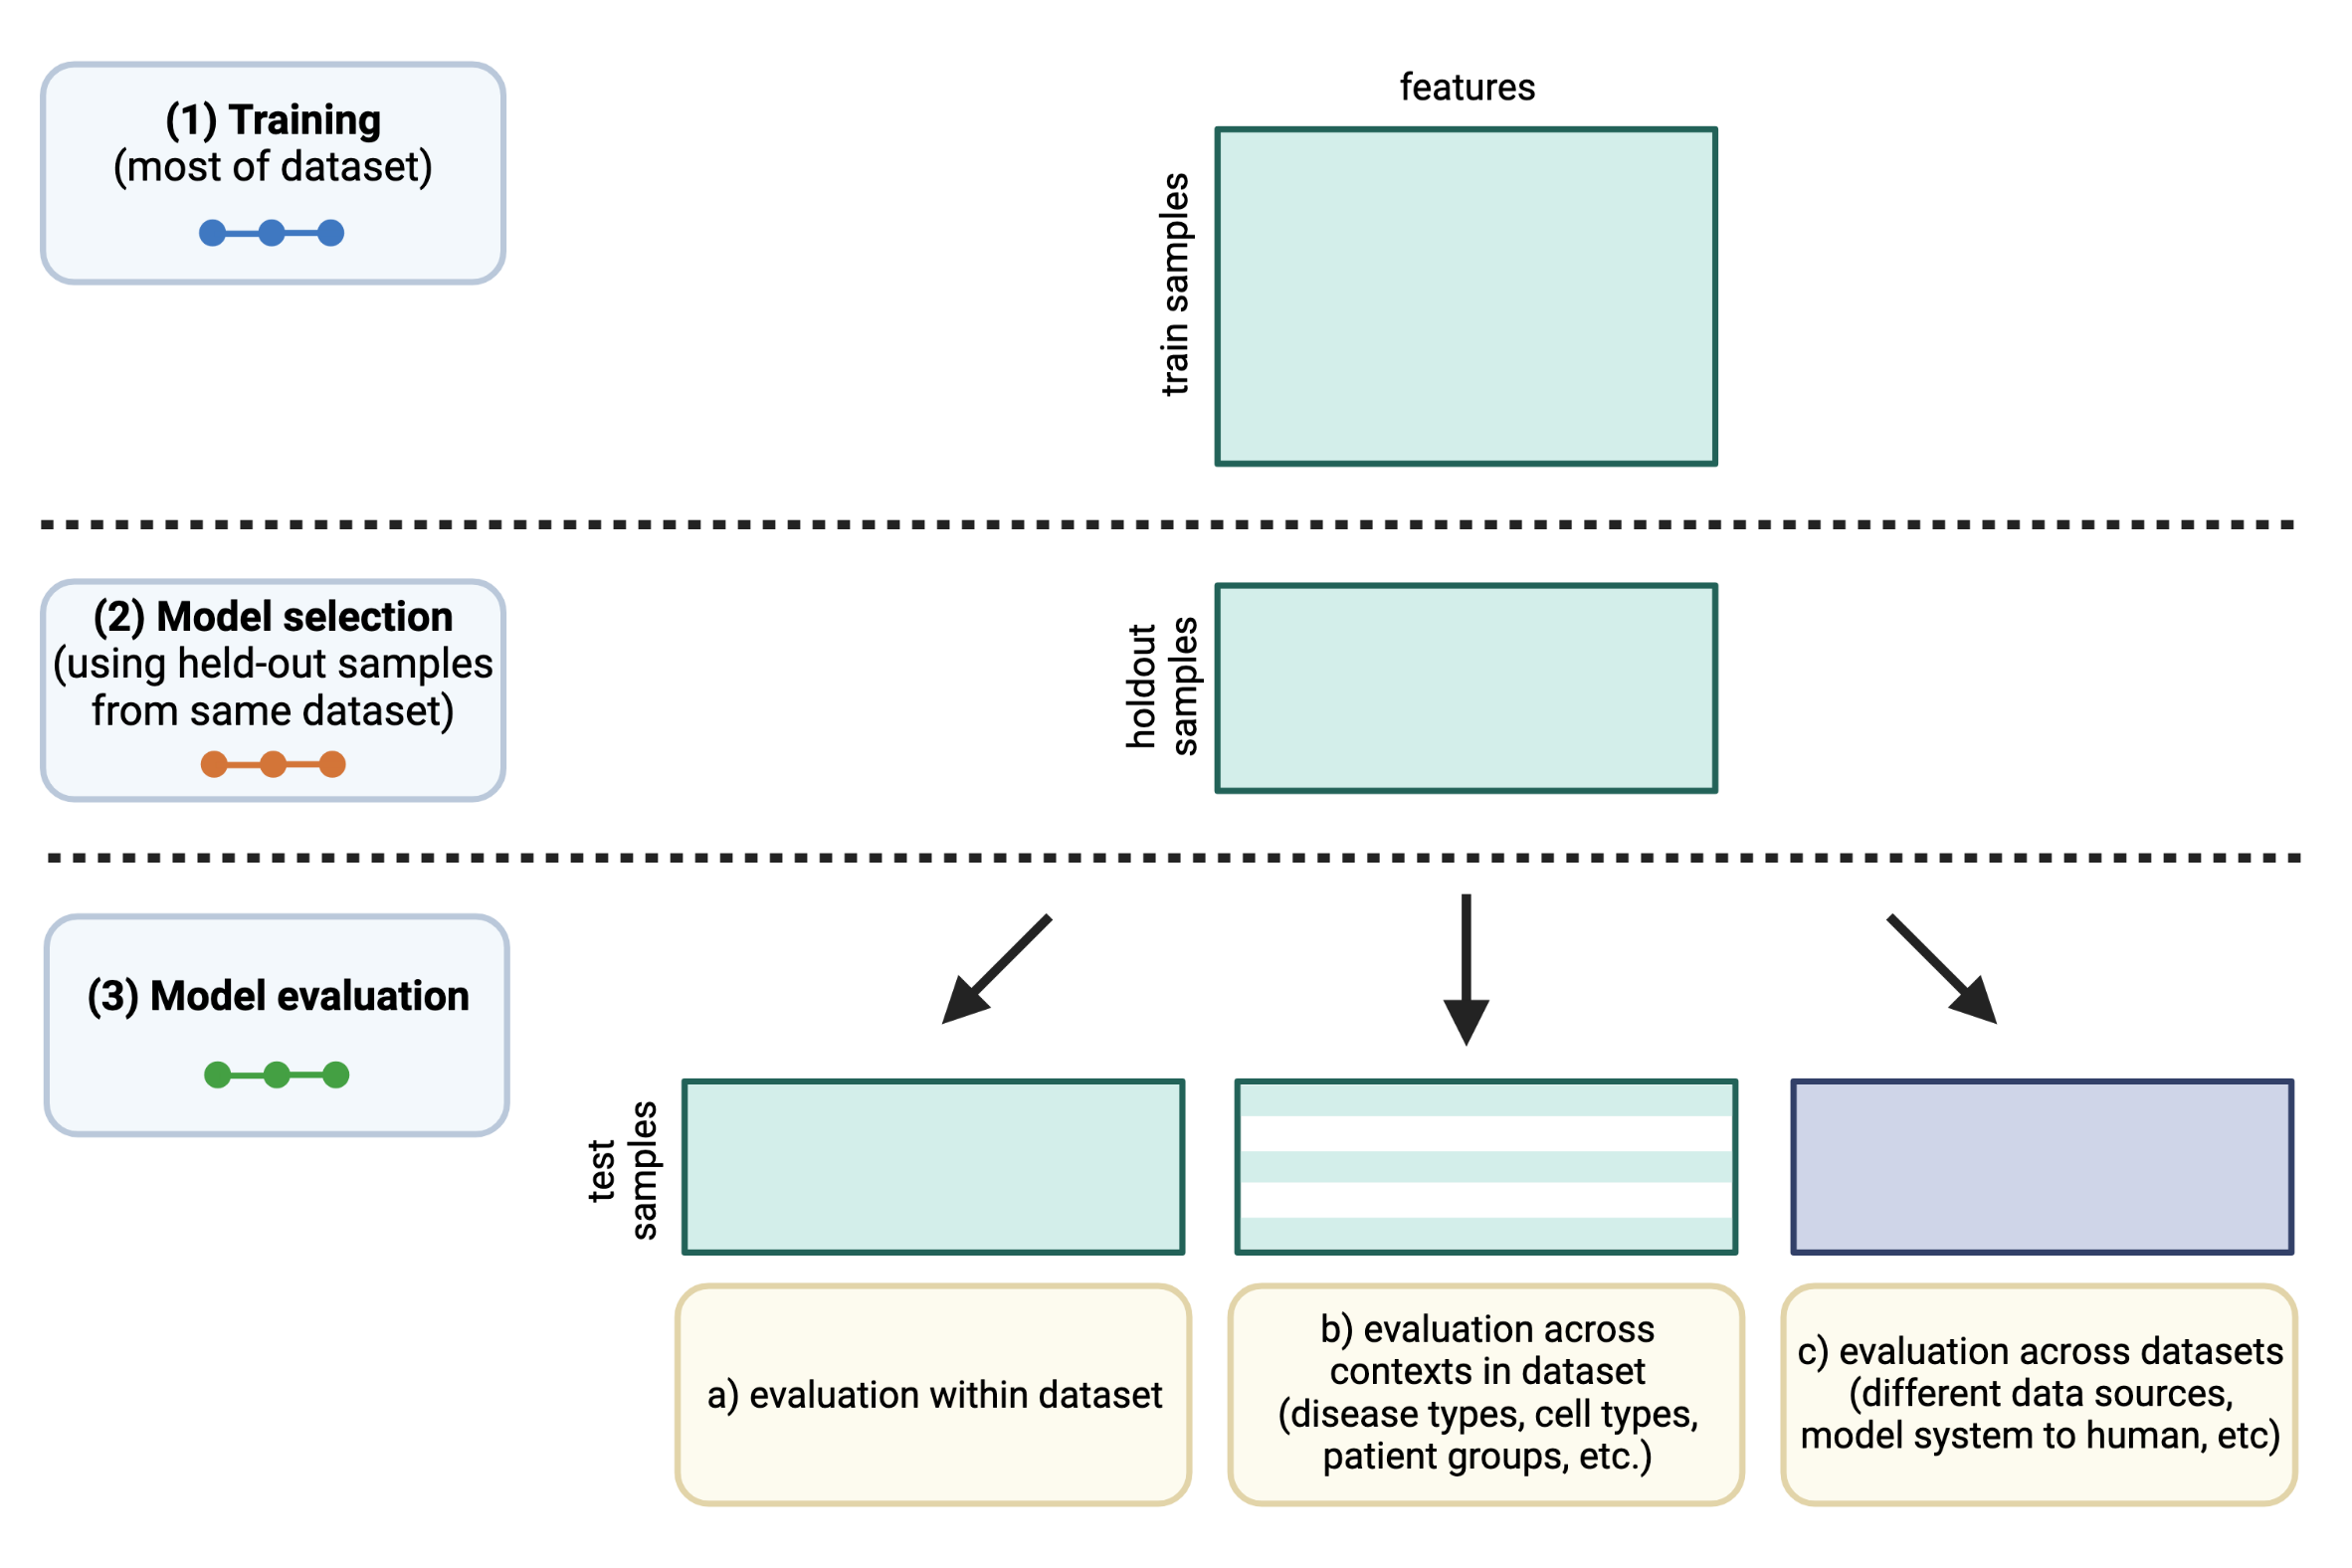 (1) Training
(most of dataset)
features
train samples
(2) Model selection
(using held-out samples
from same dataset)
holdout
samples
(3) Model evaluation
test
samples
a) evaluation within dataset
b) evaluation across
contexts in dataset
(disease types, cell types,
patient groups, etc.)
c) evaluation across datasets
(different data sources,
model system to human, etc)